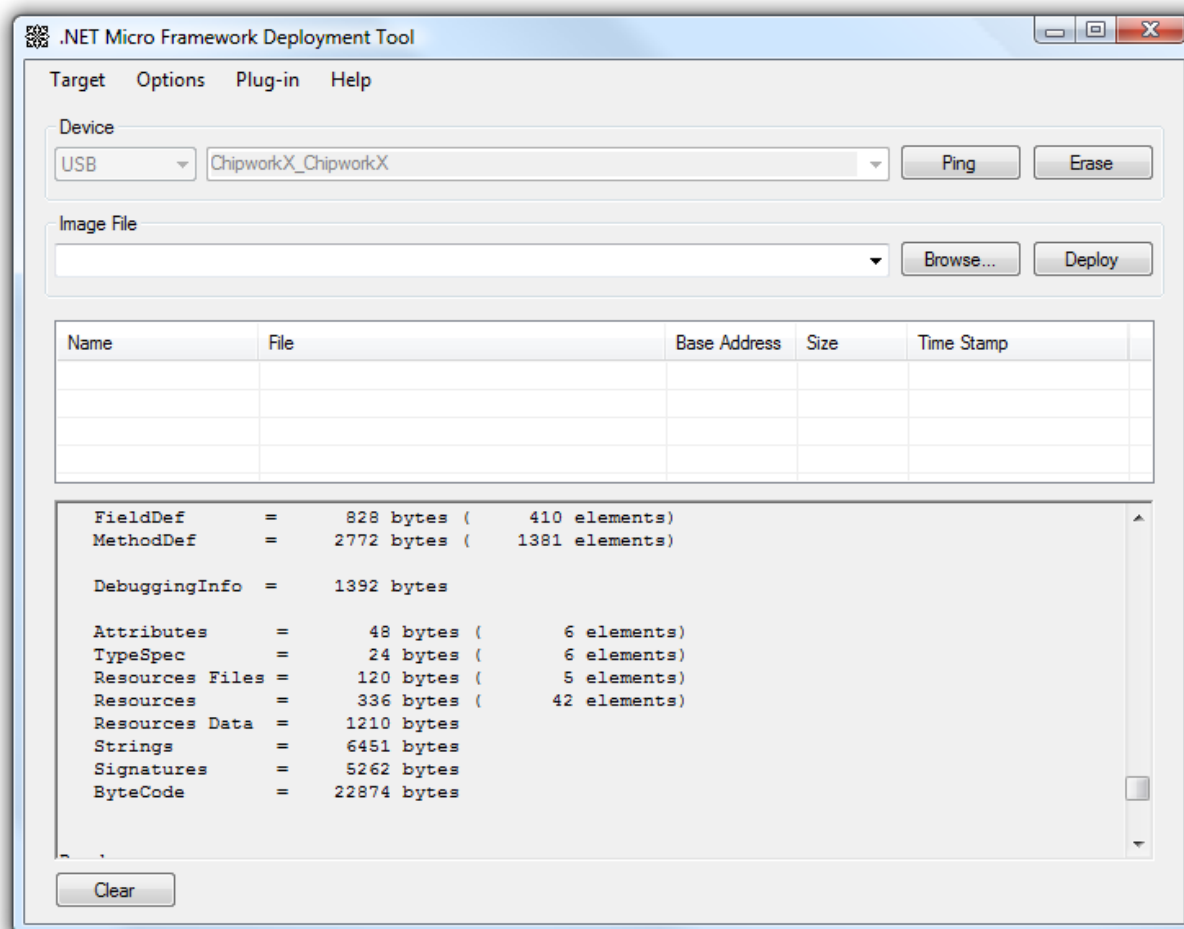 .NET Micro Framework Deployment Tool
Target Options Plug-in Help
Device
USB ChipworkX_ChipworkX Ping Erase
Image File
Browse... Deploy
Name File Base Address Size Time Stamp
FieldDef = 828 bytes ( 410 elements)
MethodDef = 2772 bytes ( 1381 elements)
DebuggingInfo = 1392 bytes
Attributes = 48 bytes ( 6 elements)
TypeSpec = 24 bytes ( 6 elements)
Resources Files = 120 bytes ( 5 elements)
Resources = 336 bytes ( 42 elements)
Resources Data = 1210 bytes
Strings = 6451 bytes
Signatures = 5262 bytes
ByteCode = 22874 bytes
Clear